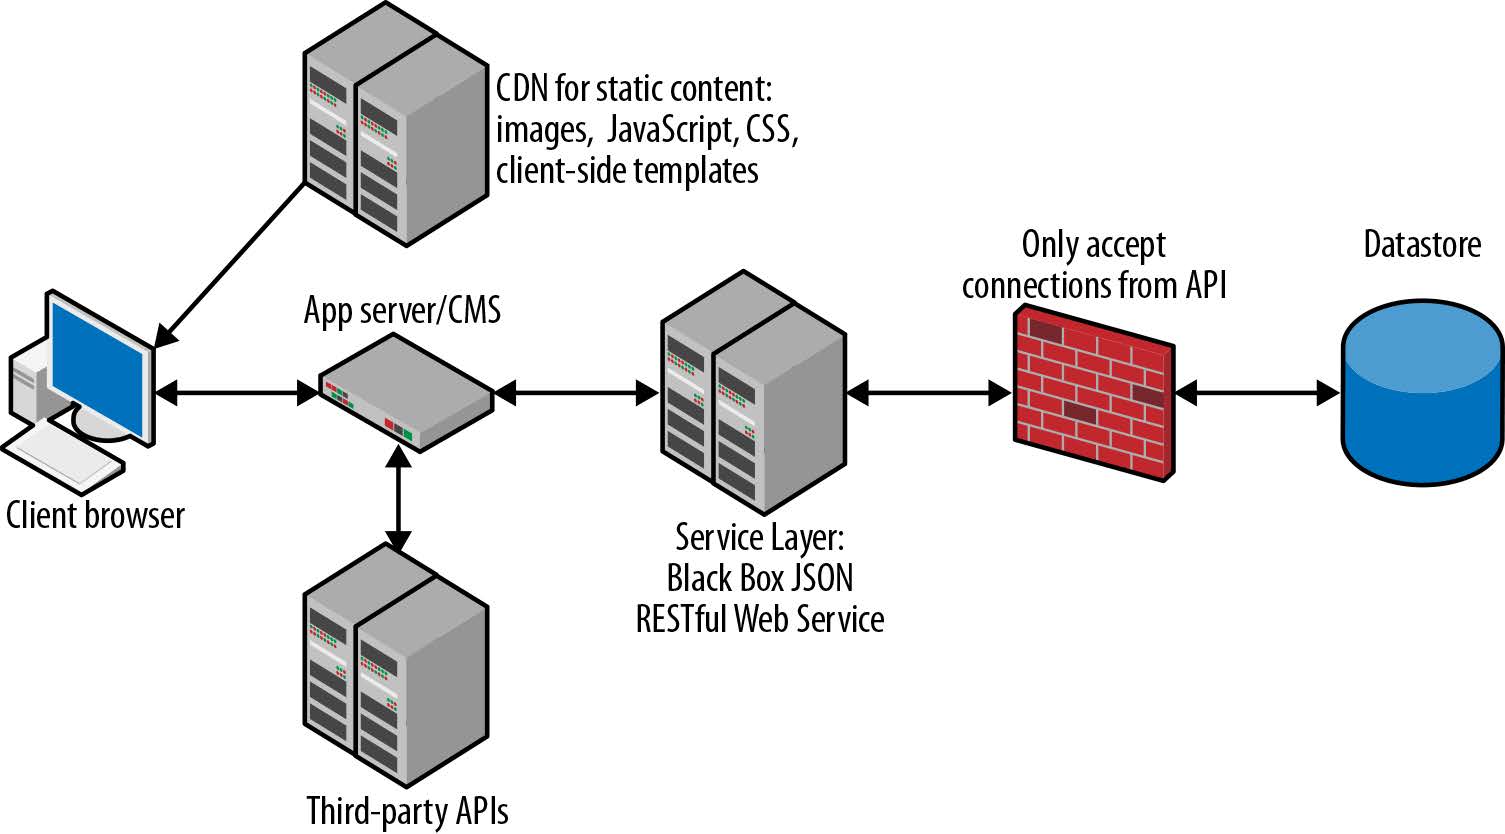 CDN for static content:
images, JavaScript, CSS,
client-side templates
App server/CMS
Only accept
connections from API
Datastore
Client browser
Service Layer:
Black Box JSON
RESTful Web Service
Third-party APIs